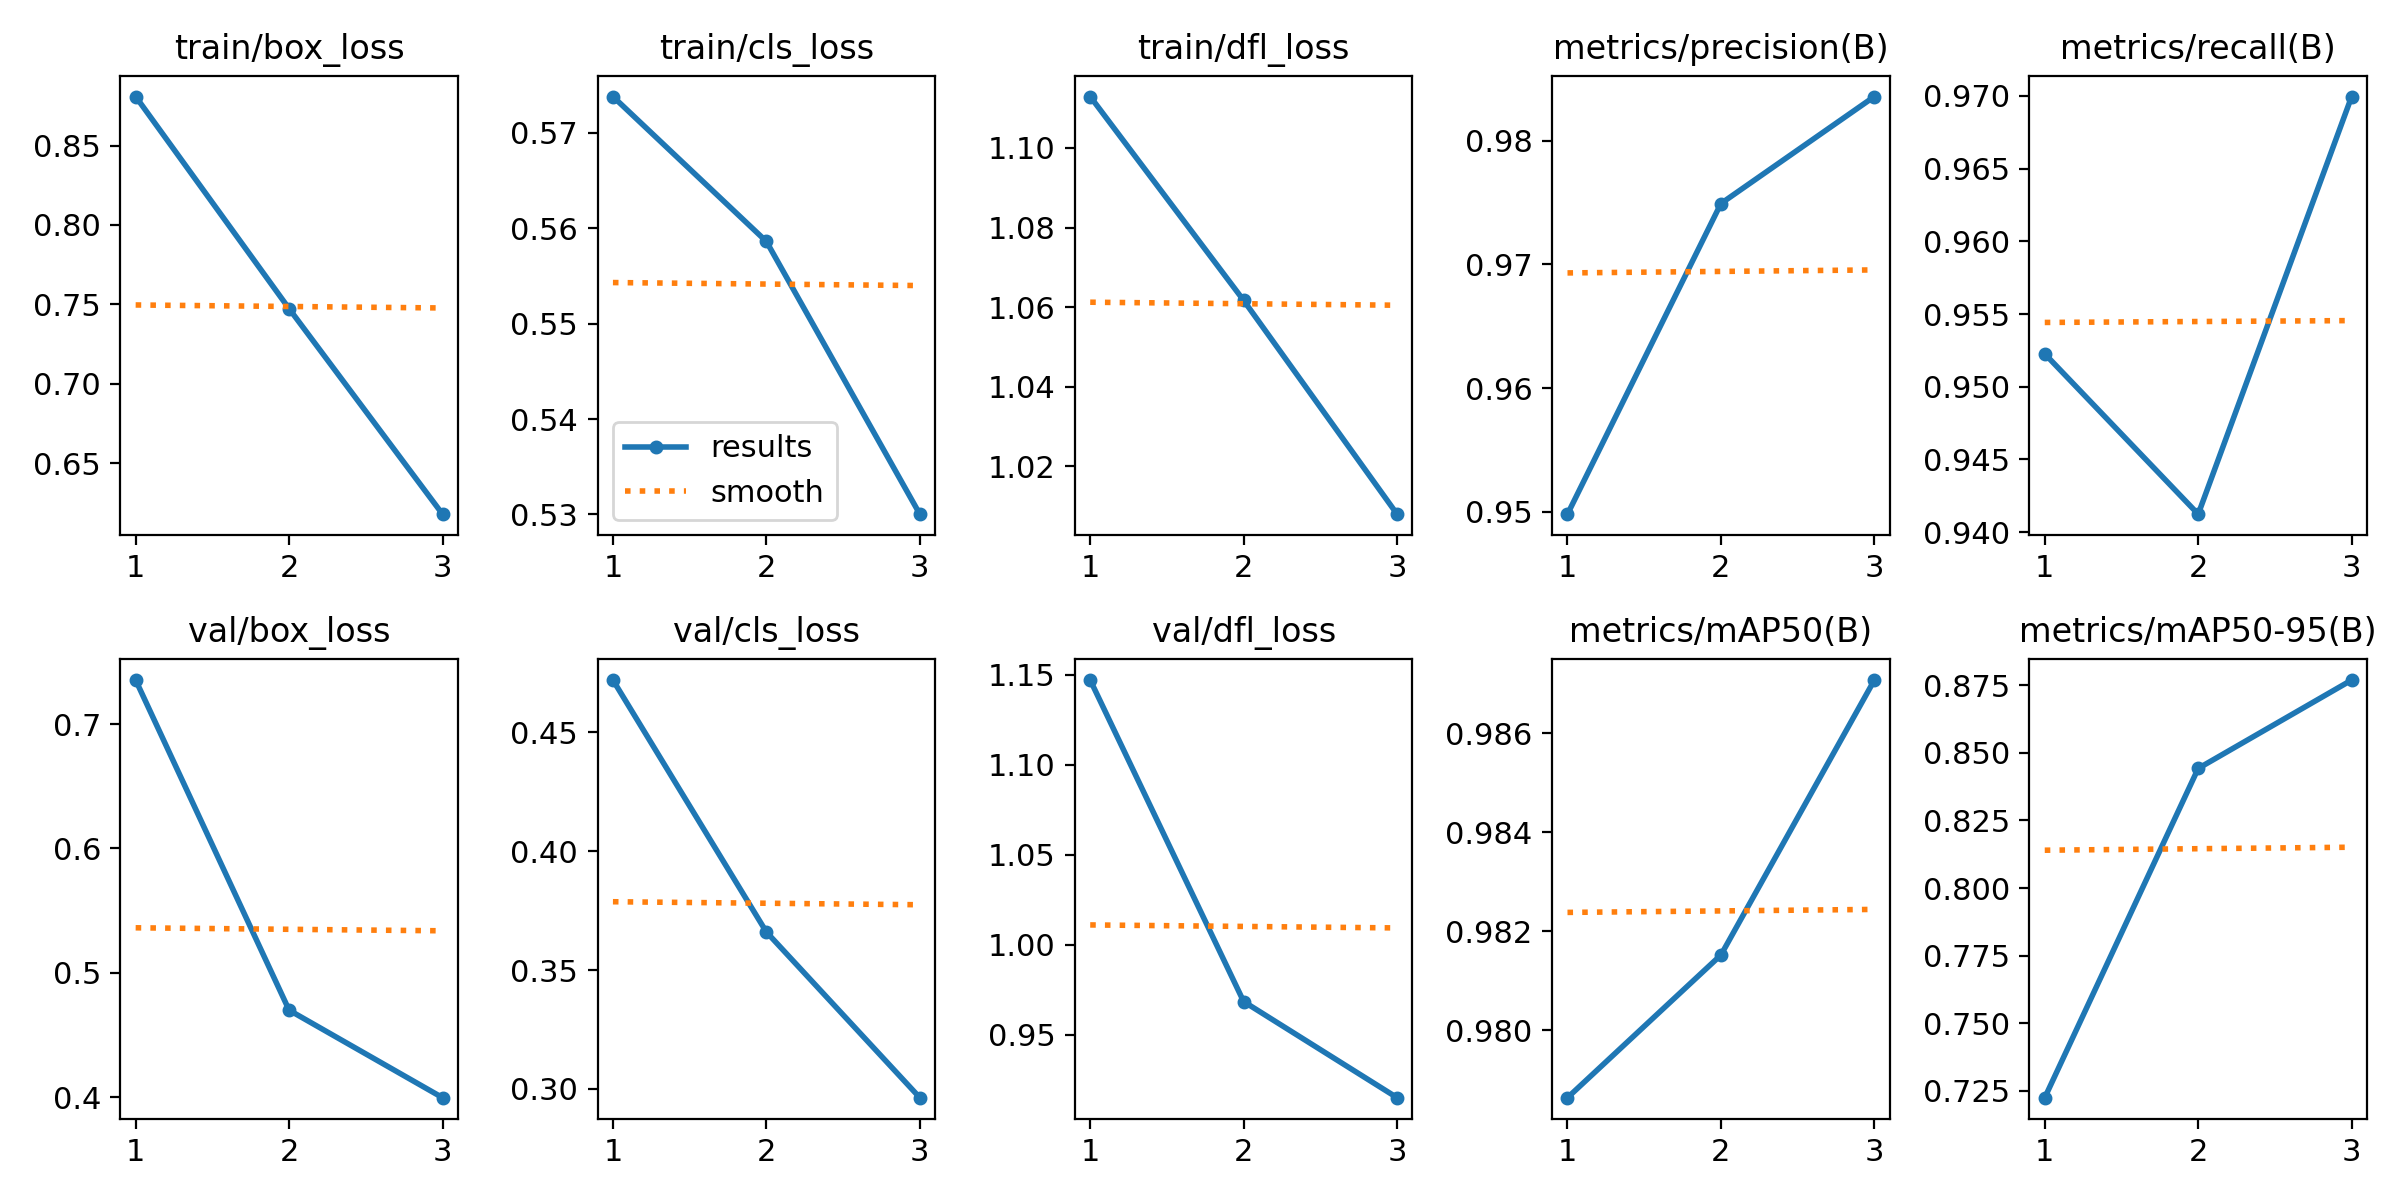 train/box_loss
0.85
0.80
0.75
0.70
0.65
1 2 3
train/cls_loss
0.57
0.56
0.55
0.54
0.53
results
smooth
1 2 3
train/dfl_loss
1.10
1.08
1.06
1.04
1.02
1 2 3
metrics/precision(B)
0.98
0.97
0.96
0.95
1 2 3
metrics/recall(B)
0.970
0.965
0.960
0.955
0.950
0.945
0.940
1 2 3
val/box_loss
0.7
0.6
0.5
0.4
1 2 3
val/cls_loss
0.45
0.40
0.35
0.30
1 2 3
val/dfl_loss
1.15
1.10
1.05
1.00
0.95
1 2 3
metrics/mAP50(B)
0.986
0.984
0.982
0.980
1 2 3
metrics/mAP50-95(B)
0.875
0.850
0.825
0.800
0.775
0.750
0.725
1 2 3